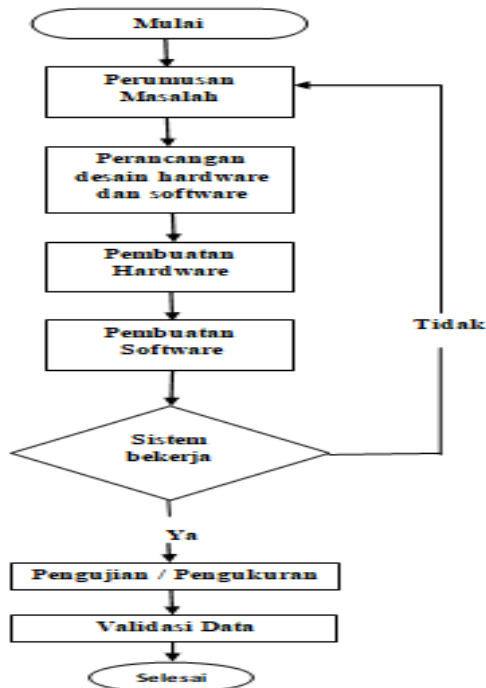 Mulai
Perumusan
Masalah
Perancangan
desain hardware
dan software
Pembuatan
Hardware
Pembuatan
Software
Tidak
Sistem
bekerja
Ya
Pengujian / Pengukuran
Validasi Data
Selesai